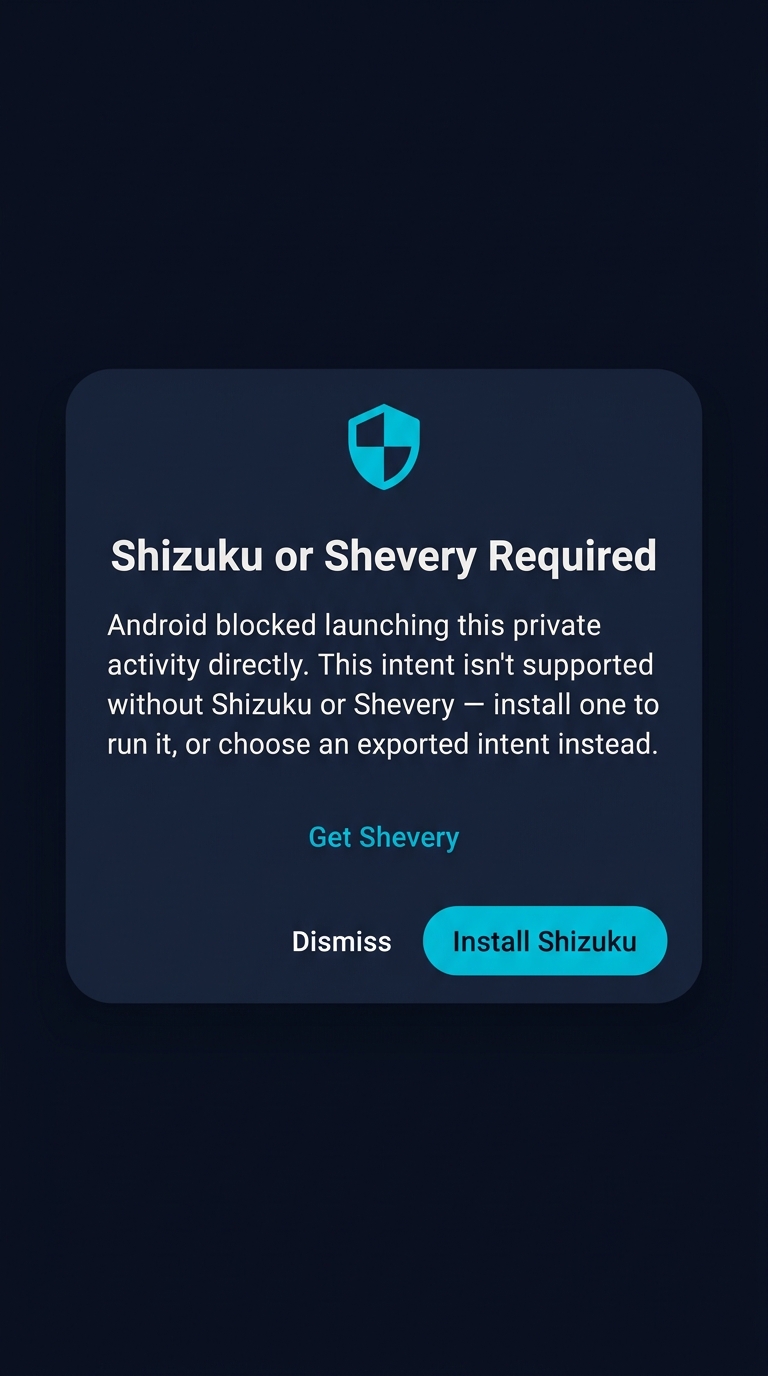 Shizuku or Shevery Required
Android blocked launching this private
activity directly. This intent isn't supported
without Shizuku or Shevery — install one to
run it, or choose an exported intent instead.
Get Shevery
Dismiss
Install Shizuku